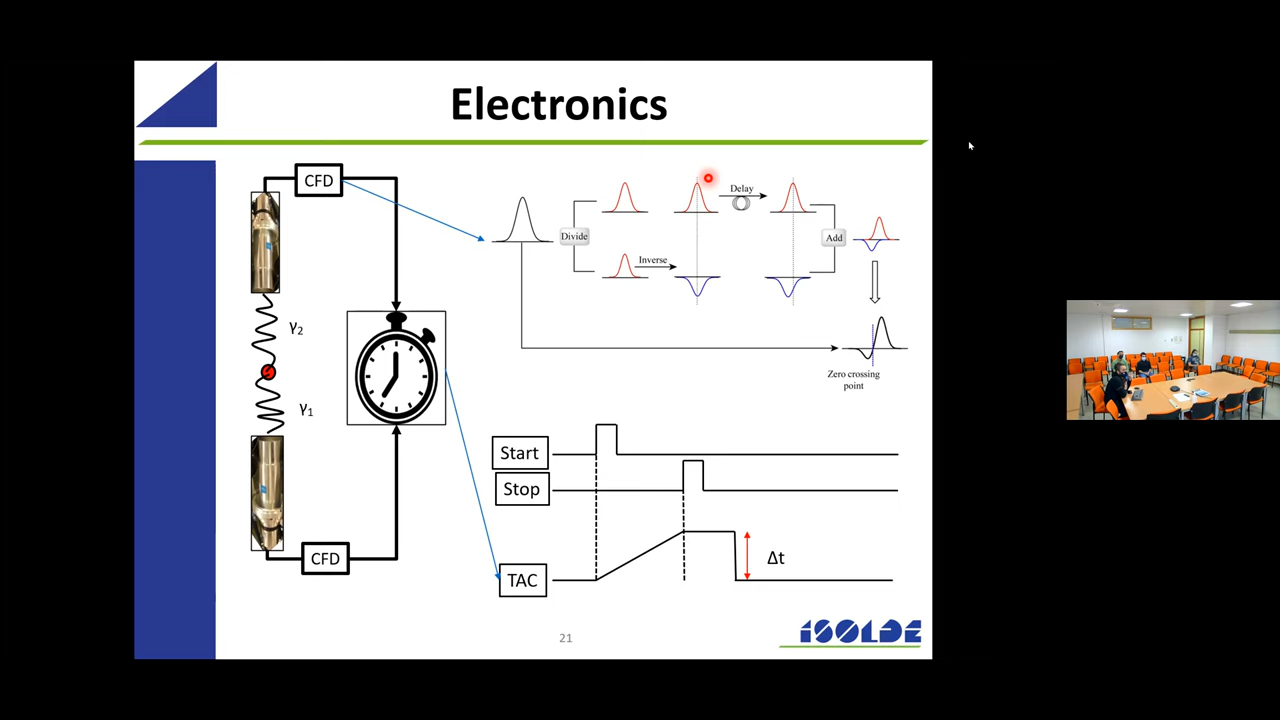 Electronics
CFD
γ₂
γ₁
CFD
Divide
Inverse
Delay
Add
Zero crossing
point
Start
Stop
TAC
Δt
21
ISOLDE